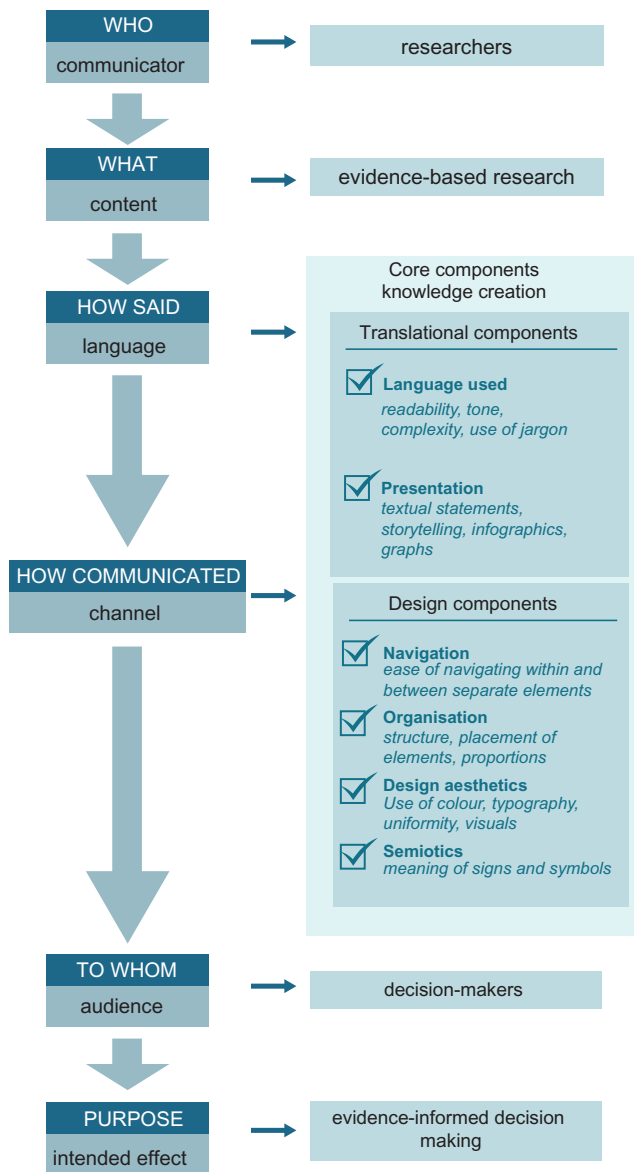 WHO
communicator
researchers
WHAT
content
evidence-based research
HOW SAID
language
Core components
knowledge creation
Translational components
Language used
readability, tone,
complexity, use of jargon
Presentation
textual statements,
storytelling, infographics,
graphs
HOW COMMUNICATED
channel
Design components
Navigation
ease of navigating within and
between separate elements
Organisation
structure, placement of
elements, proportions
Design aesthetics
Use of colour, typography,
uniformity, visuals
Semiotics
meaning of signs and symbols
TO WHOM
audience
decision-makers
PURPOSE
intended effect
evidence-informed decision
making